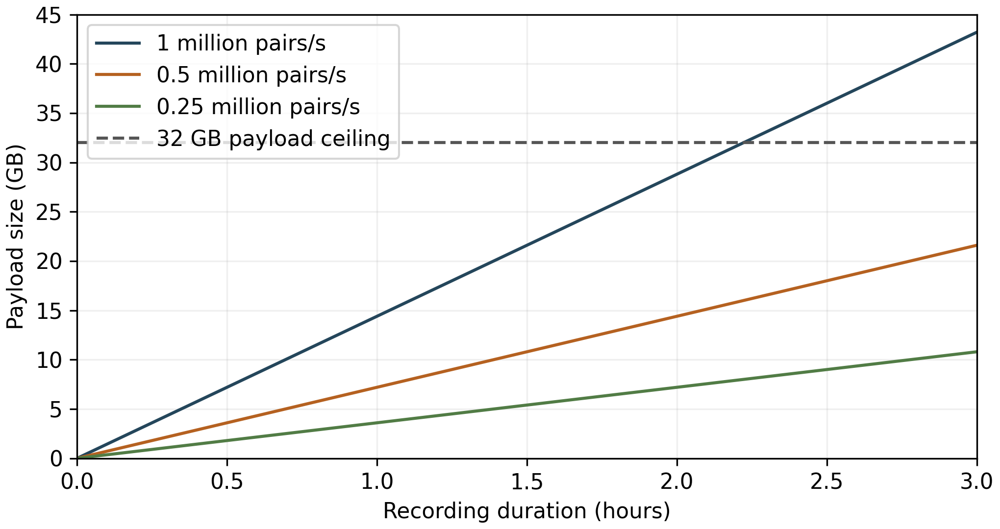 45
40
35
30
25
20
15
10
5
0
Payload size (GB)
1 million pairs/s
0.5 million pairs/s
0.25 million pairs/s
32 GB payload ceiling
0.0 0.5 1.0 1.5 2.0 2.5 3.0
Recording duration (hours)